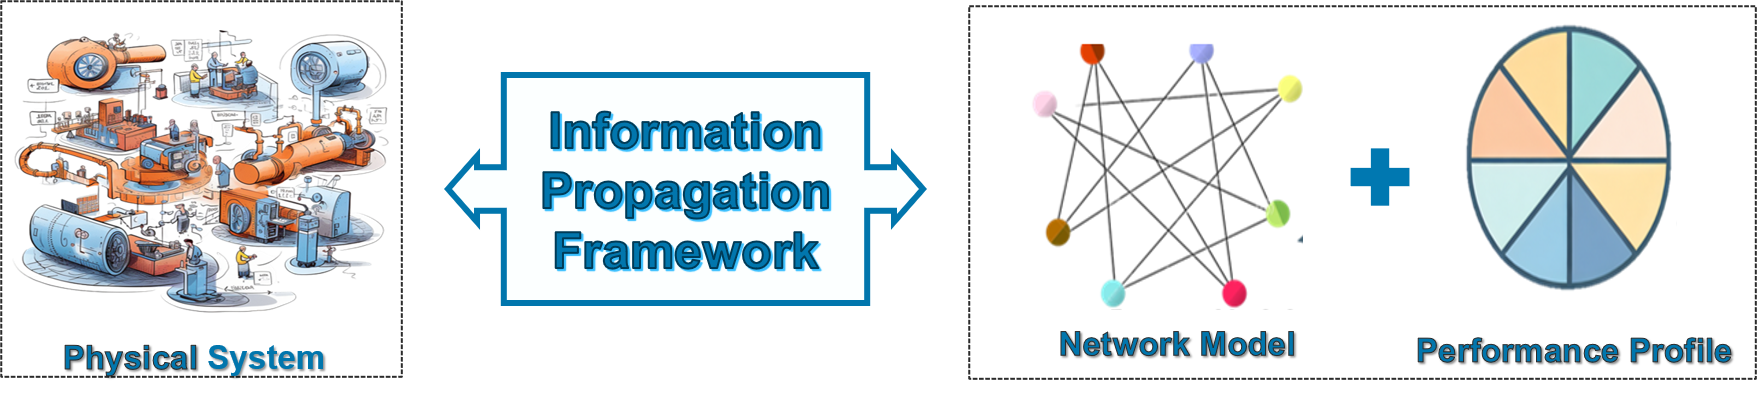 Information
Propagation
Framework
Physical System
Network Model
Performance Profile